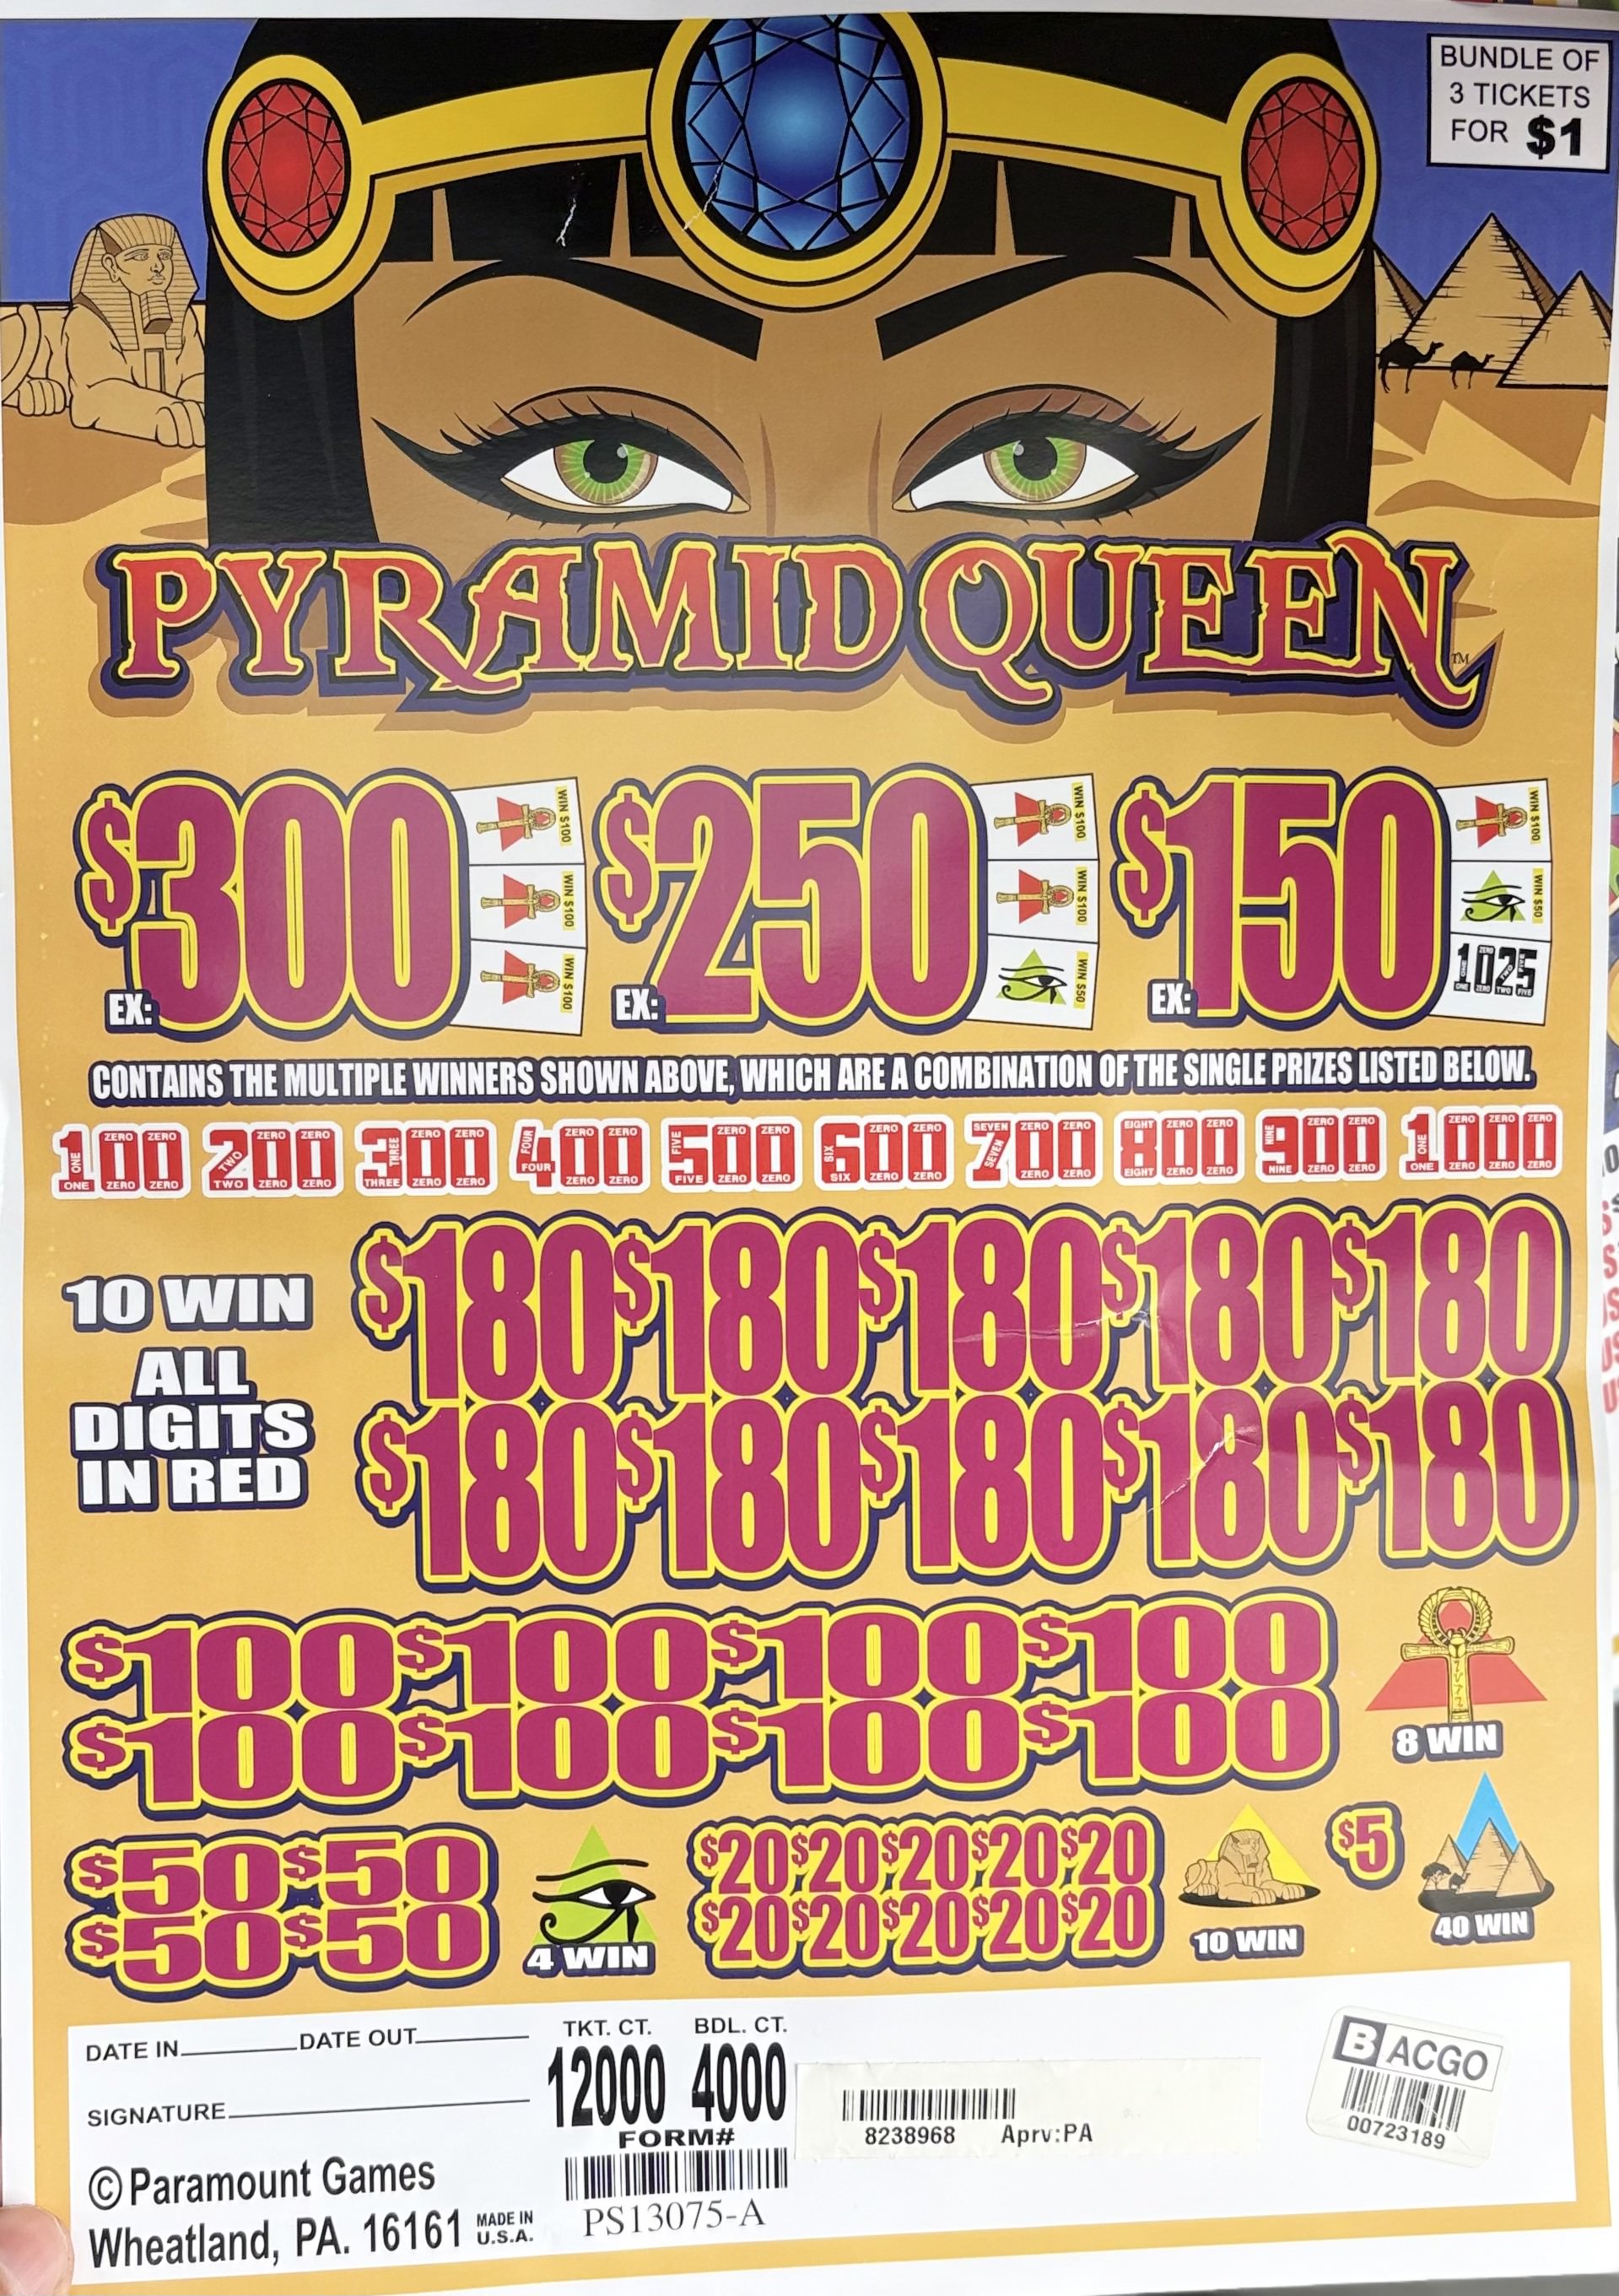 BUNDLE OF
3 TICKETS
FOR $1
PYRAMID QUEEN™
$300 $250 $150
WIN $100 WIN $100 WIN $100
WIN $100 WIN $100 WIN $50
WIN $100 WIN $50 1025
EX: EX: EX:
CONTAINS THE MULTIPLE WINNERS SHOWN ABOVE, WHICH ARE A COMBINATION OF THE SINGLE PRIZES LISTED BELOW.
100 200 300 400 500 600 700 800 900 1000
10 WIN
ALL
DIGITS
IN RED
$180 $180 $180 $180 $180
$180 $180 $180 $180 $180
$100 $100 $100 $100
$100 $100 $100 $100
8 WIN
$50 $50
$50 $50
4 WIN
$20 $20 $20 $20 $20
$20 $20 $20 $20 $20
10 WIN
$5
40 WIN
DATE IN DATE OUT
SIGNATURE
TKT. CT. BDL. CT.
12000 4000
FORM#
PS13075-A
8238968 Aprv:PA
B ACGO
00723189
© Paramount Games
Wheatland, PA. 16161 MADE IN
U.S.A.